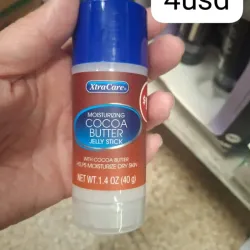 4usd
XtraCare®
MOISTURIZING
COCOA
BUTTER
JELLY STICK
WITH COCOA BUTTER
HELPS MOISTURIZE DRY SKIN
NET WT. 1.4 OZ (40g)